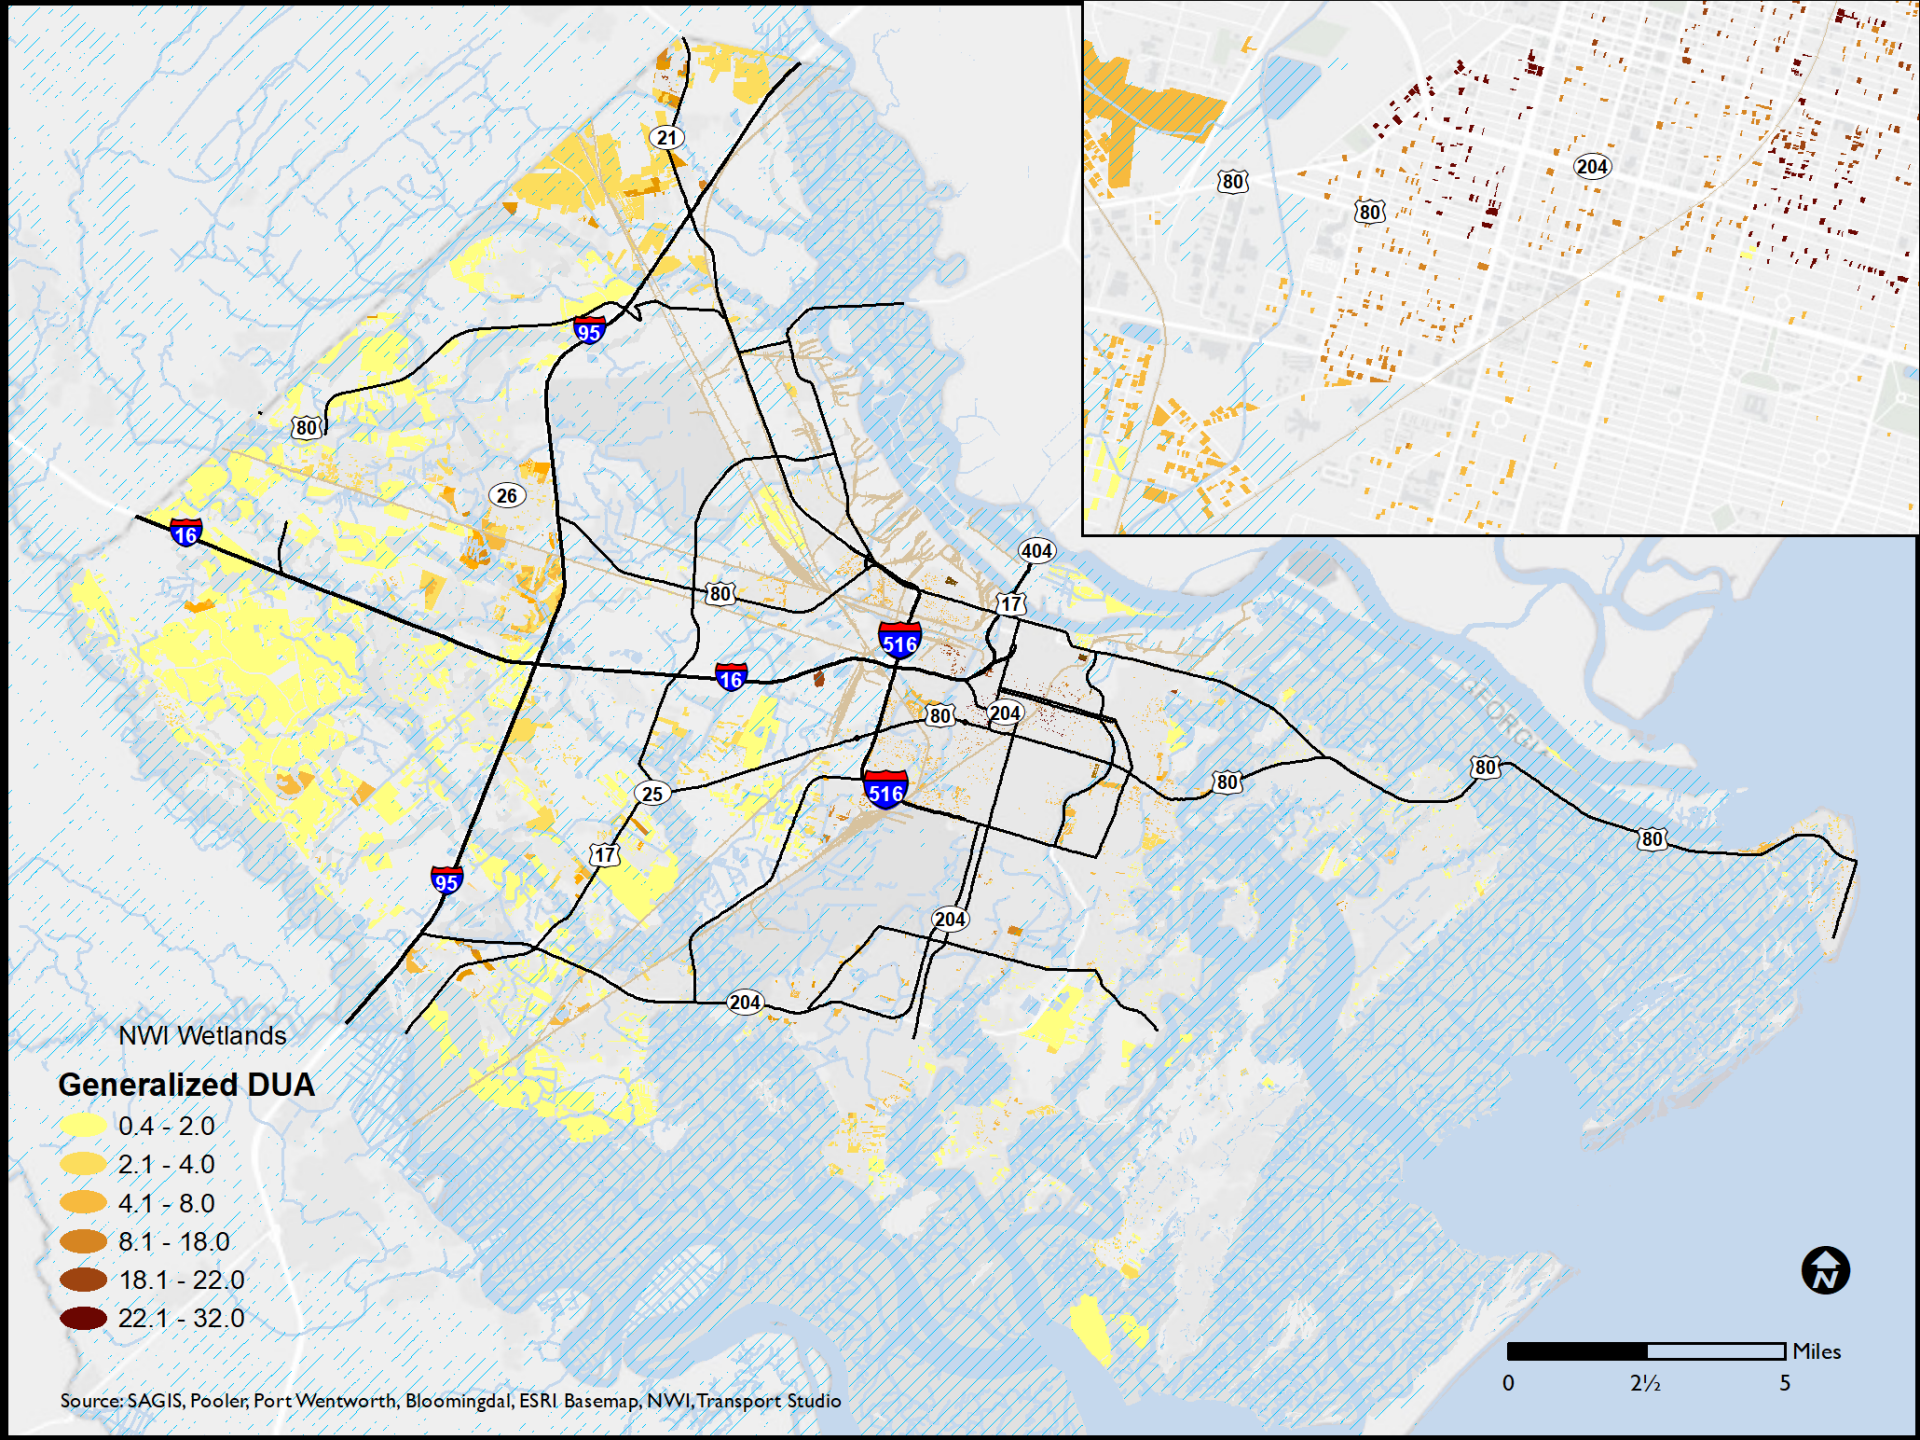 21
95
80
26
16
80
404
17
516
16
80
204
25
516
17
95
204
204
80
80
80
GEORGIA
80
80
204
NWI Wetlands
Generalized DUA
0.4 - 2.0
2.1 - 4.0
4.1 - 8.0
8.1 - 18.0
18.1 - 22.0
22.1 - 32.0
N
Miles
0 2½ 5
Source: SAGIS, Pooler, Port Wentworth, Bloomingdal, ESRI Basemap, NWI, Transport Studio